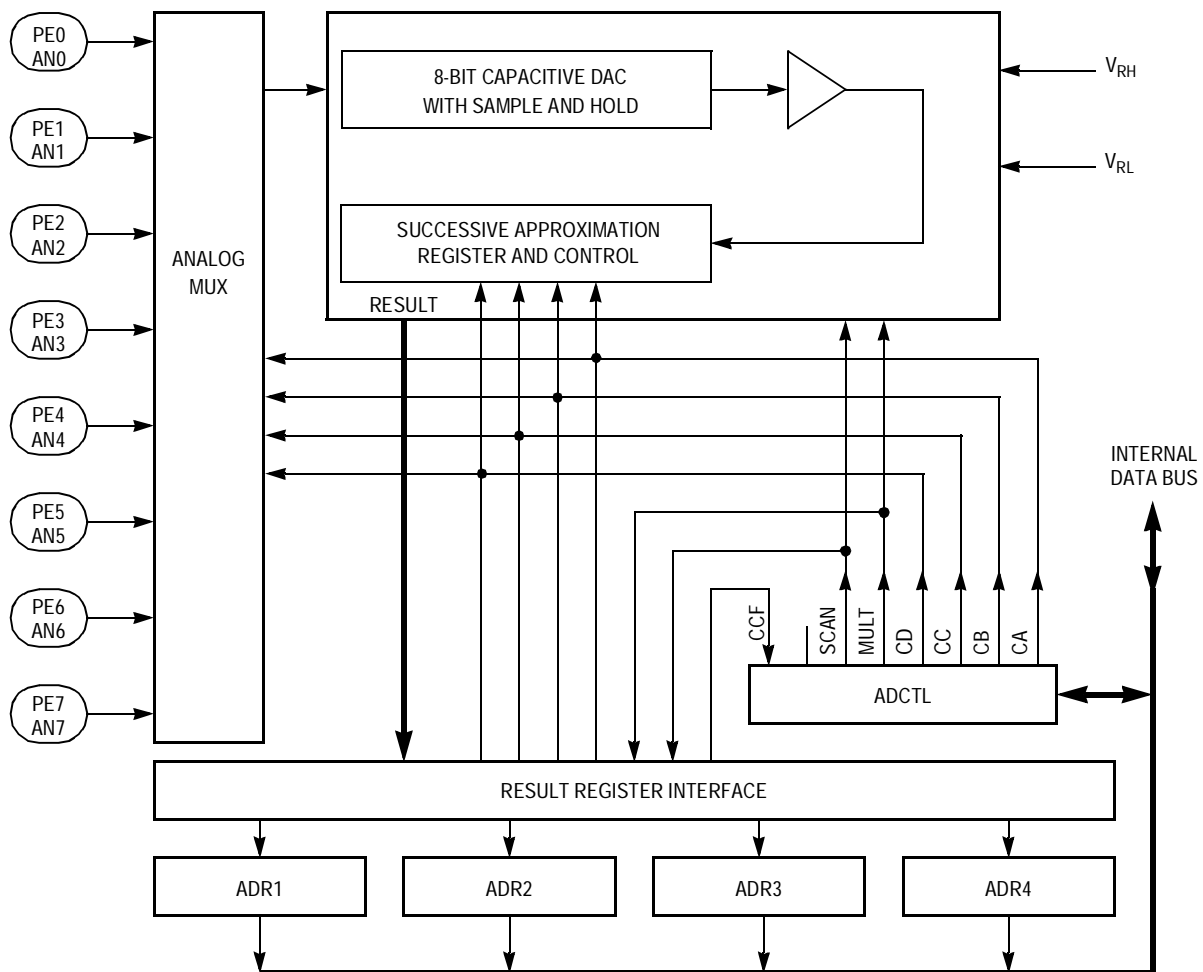 PE0
AN0
PE1
AN1
PE2
AN2
PE3
AN3
PE4
AN4
PE5
AN5
PE6
AN6
PE7
AN7
ANALOG
MUX
8-BIT CAPACITIVE DAC
WITH SAMPLE AND HOLD
SUCCESSIVE APPROXIMATION
REGISTER AND CONTROL
RESULT
VRH
VRL
INTERNAL
DATA BUS
CCF
SCAN
MULT
CD
CC
CB
CA
ADCTL
RESULT REGISTER INTERFACE
ADR1
ADR2
ADR3
ADR4